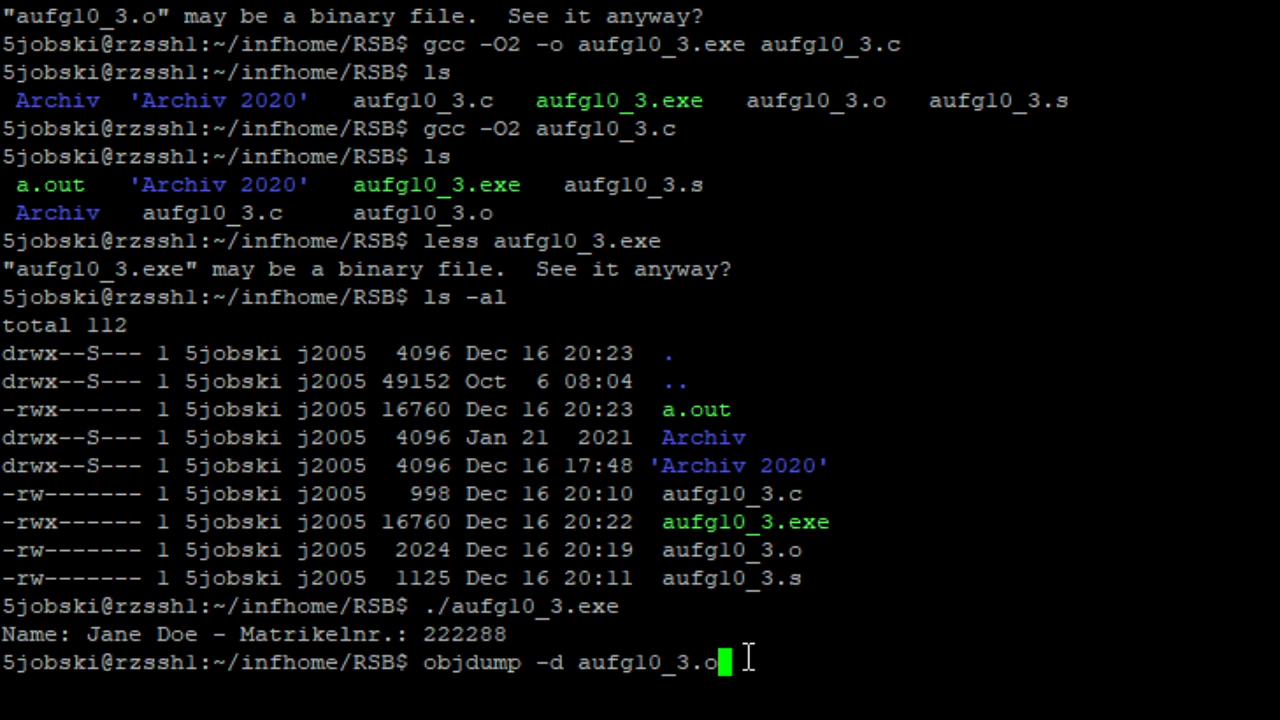 "aufg10_3.o" may be a binary file.  See it anyway?
5jobski@rzssh1:~/infhome/RSB$ gcc -O2 -o aufg10_3.exe aufg10_3.c
5jobski@rzssh1:~/infhome/RSB$ ls
 Archiv  'Archiv 2020'   aufg10_3.c   aufg10_3.exe   aufg10_3.o   aufg10_3.s
5jobski@rzssh1:~/infhome/RSB$ gcc -O2 aufg10_3.c
5jobski@rzssh1:~/infhome/RSB$ ls
 a.out   'Archiv 2020'   aufg10_3.exe   aufg10_3.s
 Archiv   aufg10_3.c     aufg10_3.o
5jobski@rzssh1:~/infhome/RSB$ less aufg10_3.exe
"aufg10_3.exe" may be a binary file.  See it anyway?
5jobski@rzssh1:~/infhome/RSB$ ls -al
total 112
drwx--S--- 1 5jobski j2005  4096 Dec 16 20:23  .
drwx--S--- 1 5jobski j2005 49152 Oct  6 08:04  ..
-rwx------ 1 5jobski j2005 16760 Dec 16 20:23  a.out
drwx--S--- 1 5jobski j2005  4096 Jan 21  2021  Archiv
drwx--S--- 1 5jobski j2005  4096 Dec 16 17:48 'Archiv 2020'
-rw------- 1 5jobski j2005   998 Dec 16 20:10  aufg10_3.c
-rwx------ 1 5jobski j2005 16760 Dec 16 20:22  aufg10_3.exe
-rw------- 1 5jobski j2005  2024 Dec 16 20:19  aufg10_3.o
-rw------- 1 5jobski j2005  1125 Dec 16 20:11  aufg10_3.s
5jobski@rzssh1:~/infhome/RSB$ ./aufg10_3.exe
Name: Jane Doe - Matrikelnr.: 222288
5jobski@rzssh1:~/infhome/RSB$ objdump -d aufg10_3.o